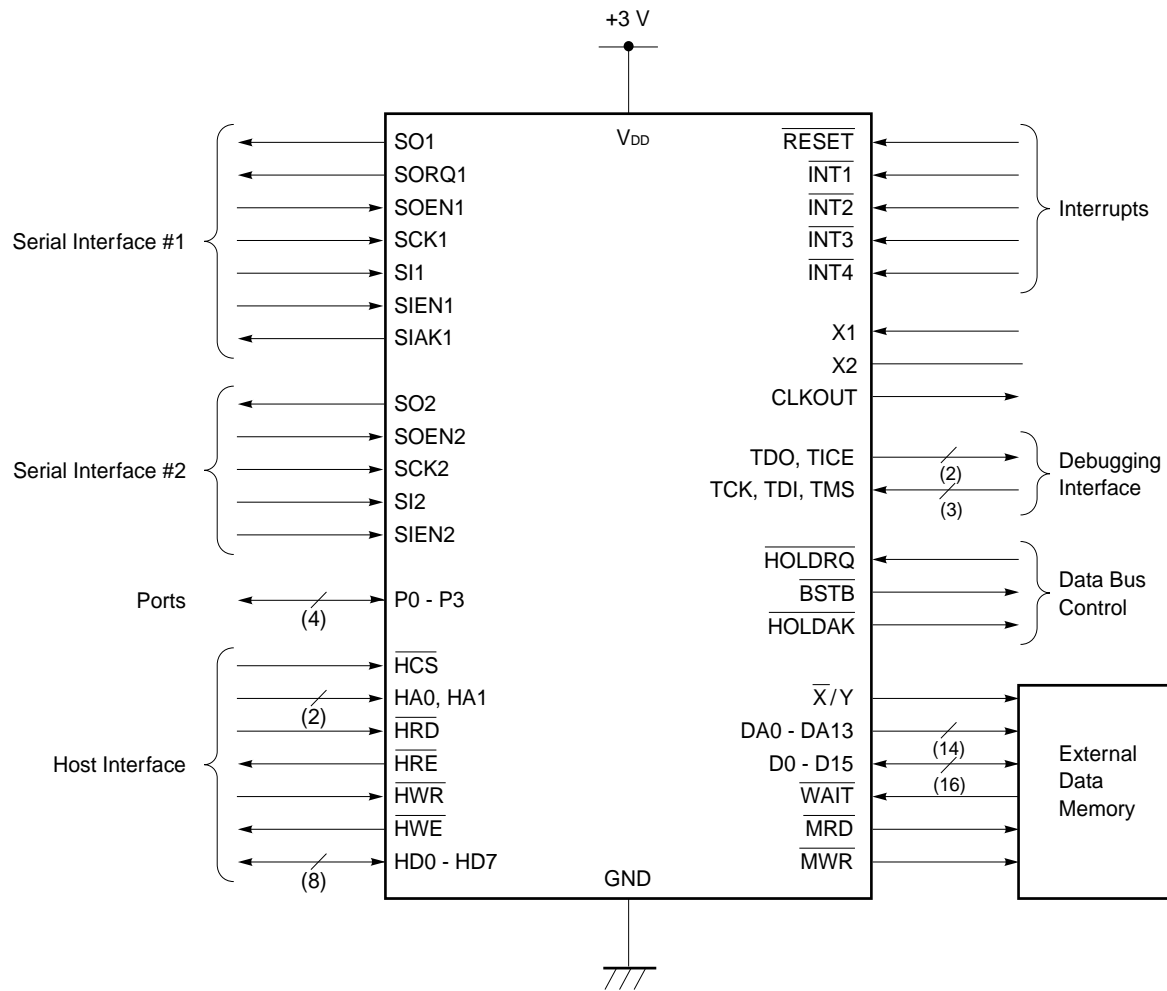 +3 V
VDD
Serial Interface #1
SO1
SORQ1
SOEN1
SCK1
SI1
SIEN1
SIAK1
Serial Interface #2
SO2
SOEN2
SCK2
SI2
SIEN2
Ports
(4)
P0 - P3
Host Interface
HCS
(2)
HA0, HA1
HRD
HRE
HWR
HWE
(8)
HD0 - HD7
RESET
INT1
INT2
INT3
INT4
Interrupts
X1
X2
CLKOUT
TDO, TICE
(2)
TCK, TDI, TMS
(3)
Debugging
Interface
HOLDRQ
BSTB
HOLDAK
Data Bus
Control
X/Y
DA0 - DA13
(14)
D0 - D15
(16)
WAIT
MRD
MWR
External
Data
Memory
GND